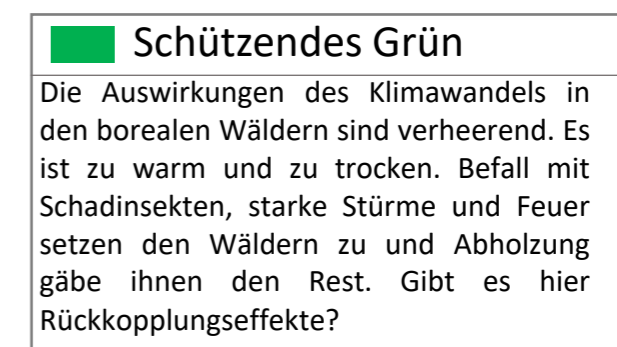 Schützendes Grün
Die Auswirkungen des Klimawandels in
den borealen Wäldern sind verheerend. Es
ist zu warm und zu trocken. Befall mit
Schadinsekten, starke Stürme und Feuer
setzen den Wäldern zu und Abholzung
gäbe ihnen den Rest. Gibt es hier
Rückkopplungseffekte?